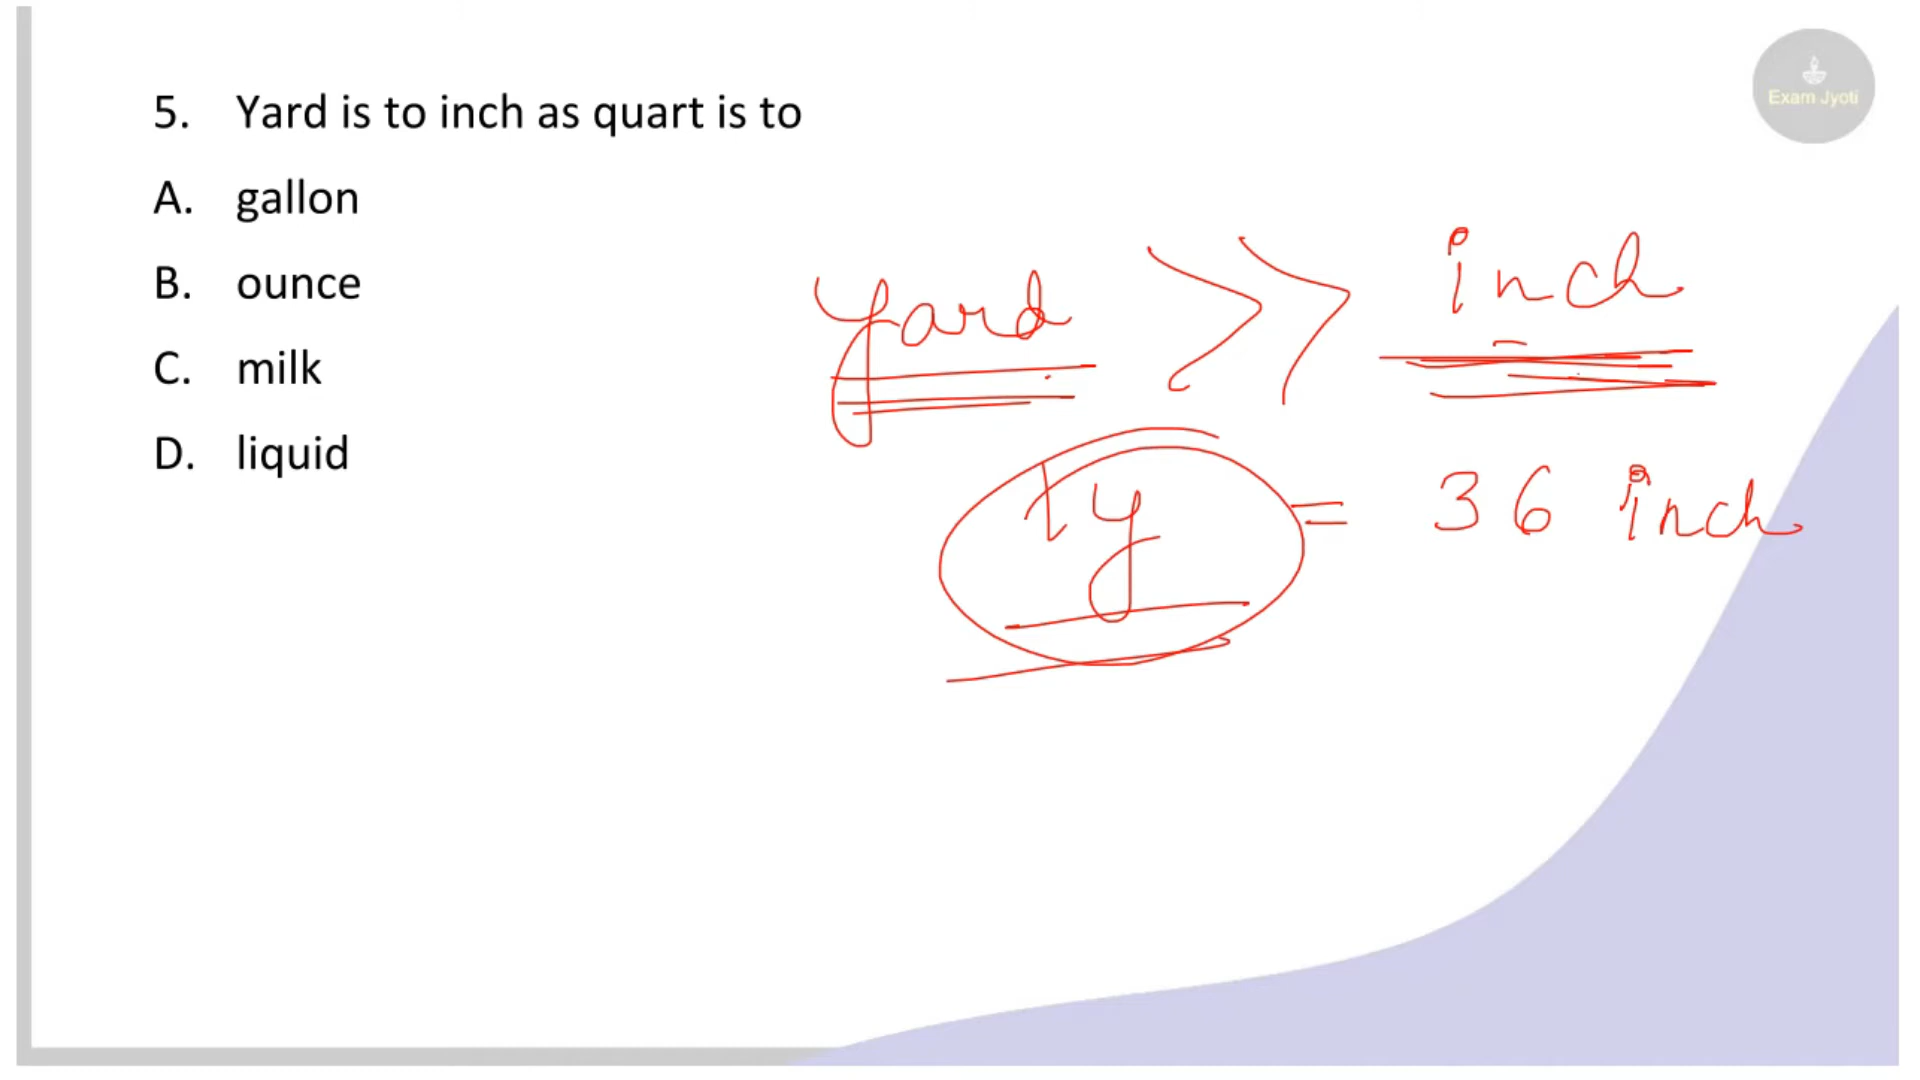 5. Yard is to inch as quart is to
A. gallon
B. ounce
C. milk
D. liquid
Exam Jyoti
yard >> inch
1y = 36 inch